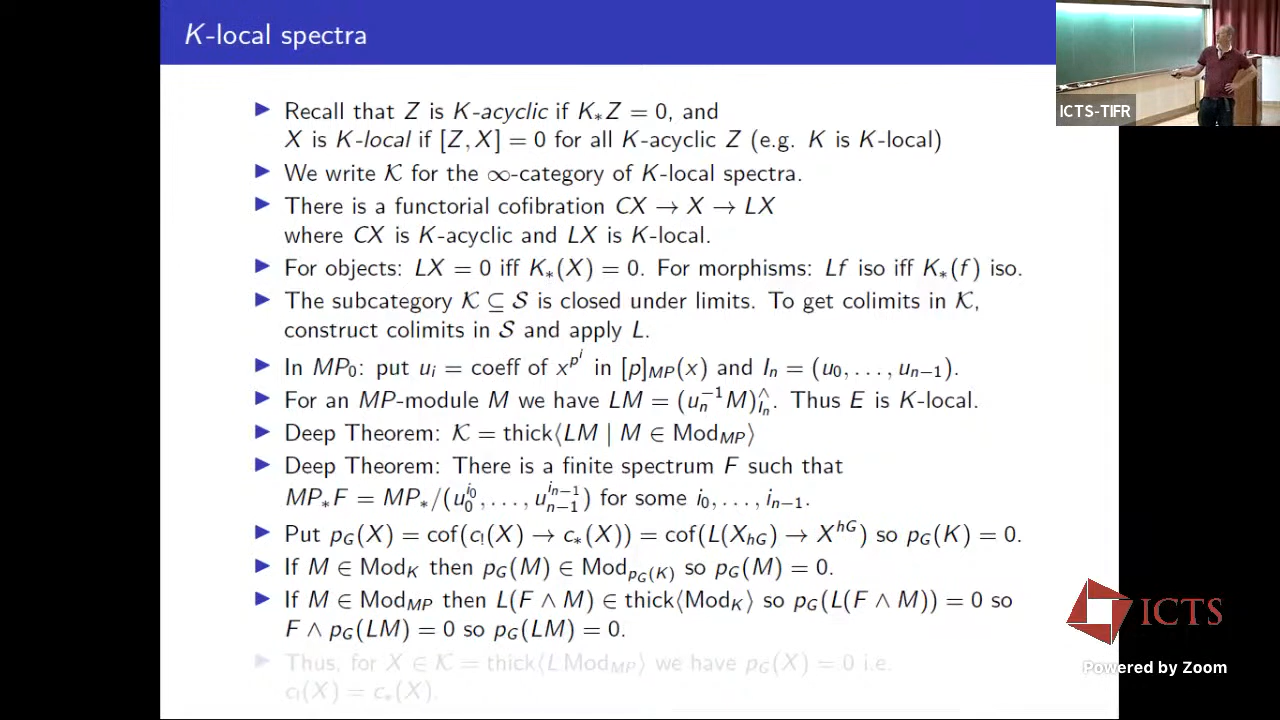 K-local spectra
▶ Recall that Z is K-acyclic if K_*Z = 0, and
X is K-local if [Z, X] = 0 for all K-acyclic Z (e.g. K is K-local)
▶ We write 𝒦 for the ∞-category of K-local spectra.
▶ There is a functorial cofibration CX → X → LX
where CX is K-acyclic and LX is K-local.
▶ For objects: LX = 0 iff K_*(X) = 0. For morphisms: Lf iso iff K_*(f) iso.
▶ The subcategory 𝒦 ⊆ 𝒮 is closed under limits. To get colimits in 𝒦,
construct colimits in 𝒮 and apply L.
▶ In MP_0: put u_i = coeff of x^{p^i} in [p]_{MP}(x) and I_n = (u_0, . . . , u_{n−1}).
▶ For an MP-module M we have LM = (u_n^{−1}M)^∧_{I_n}. Thus E is K-local.
▶ Deep Theorem: 𝒦 = thick⟨LM | M ∈ Mod_{MP}⟩
▶ Deep Theorem: There is a finite spectrum F such that
MP_*F = MP_*/(u_0^{i_0}, . . . , u_{n−1}^{i_{n−1}}) for some i_0, . . . , i_{n−1}.
▶ Put p_G(X) = cof(c_!(X) → c_*(X)) = cof(L(X_{hG}) → X^{hG}) so p_G(K) = 0.
▶ If M ∈ Mod_K then p_G(M) ∈ Mod_{p_G(K)} so p_G(M) = 0.
▶ If M ∈ Mod_{MP} then L(F ∧ M) ∈ thick⟨Mod_K⟩ so p_G(L(F ∧ M)) = 0 so
F ∧ p_G(LM) = 0 so p_G(LM) = 0.
▶ Thus, for X ∈ 𝒦 = thick⟨L Mod_{MP}⟩ we have p_G(X) = 0 i.e.
c_!(X) = c_*(X).
ICTS-TIFR
ICTS
Powered by Zoom